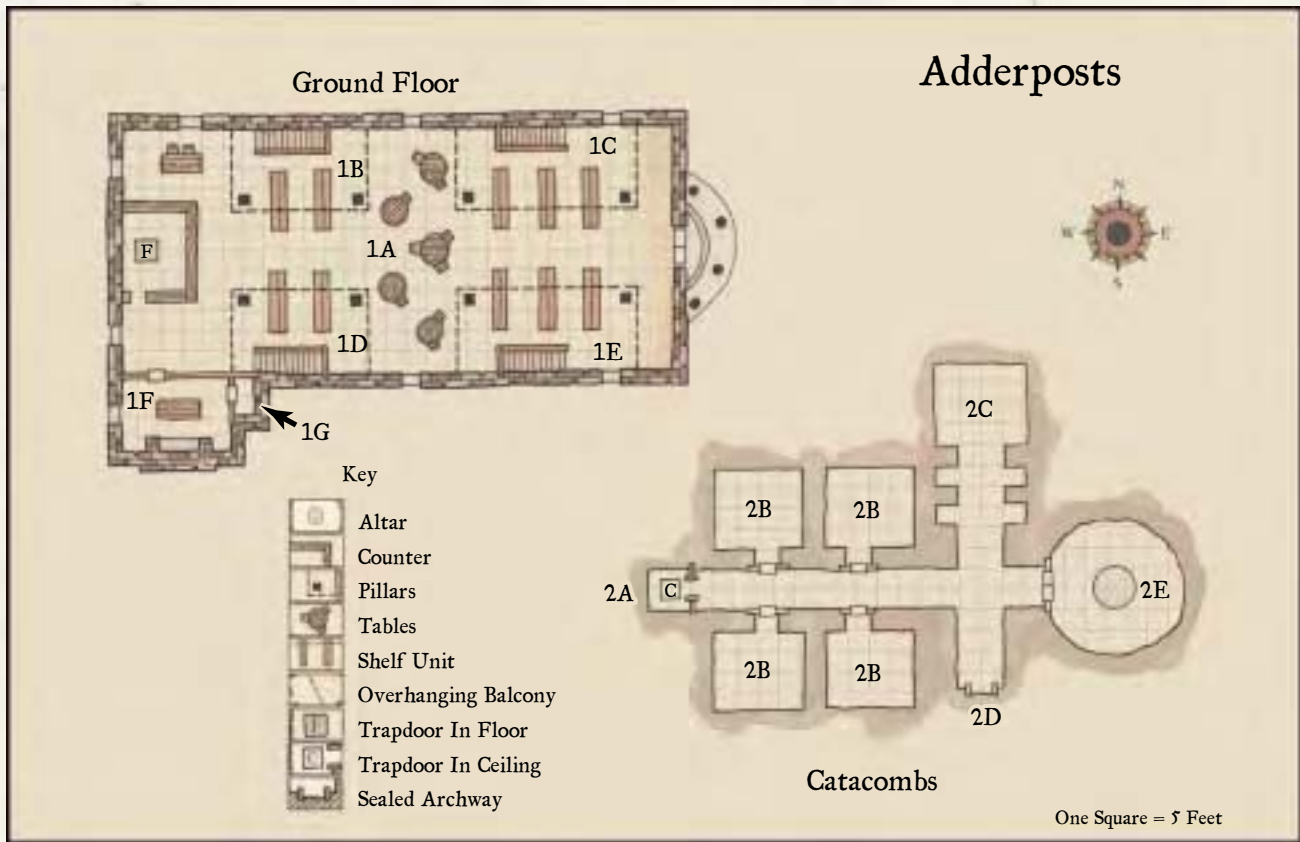 Adderposts
Ground Floor
1B
1C
F
1A
1D
1E
1F
1G
N
W E
S
Key
Altar
Counter
Pillars
Tables
Shelf Unit
Overhanging Balcony
Trapdoor In Floor
Trapdoor In Ceiling
Sealed Archway
2C
2B 2B
2A C 2E
2B 2B
2D
Catacombs
One Square = 5 Feet